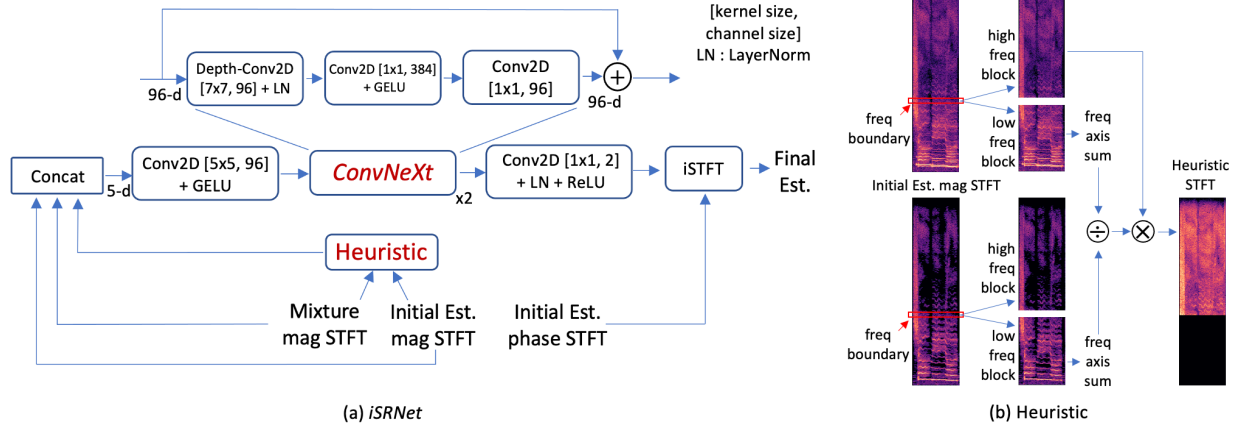 [kernel size,
channel size]
LN : LayerNorm
Depth-Conv2D
[7x7, 96] + LN
Conv2D [1x1, 384]
+ GELU
Conv2D
[1x1, 96]
+
96-d
96-d
Concat
5-d
Conv2D [5x5, 96]
+ GELU
ConvNeXt
x2
Conv2D [1x1, 2]
+ LN + ReLU
iSTFT
Final
Est.
Heuristic
Mixture
mag STFT
Initial Est.
mag STFT
Initial Est.
phase STFT
(a) iSRNet
high
freq
block
freq
boundary
low
freq
block
freq
axis
sum
Initial Est. mag STFT
Heuristic
STFT
÷
×
high
freq
block
freq
boundary
low
freq
block
freq
axis
sum
(b) Heuristic